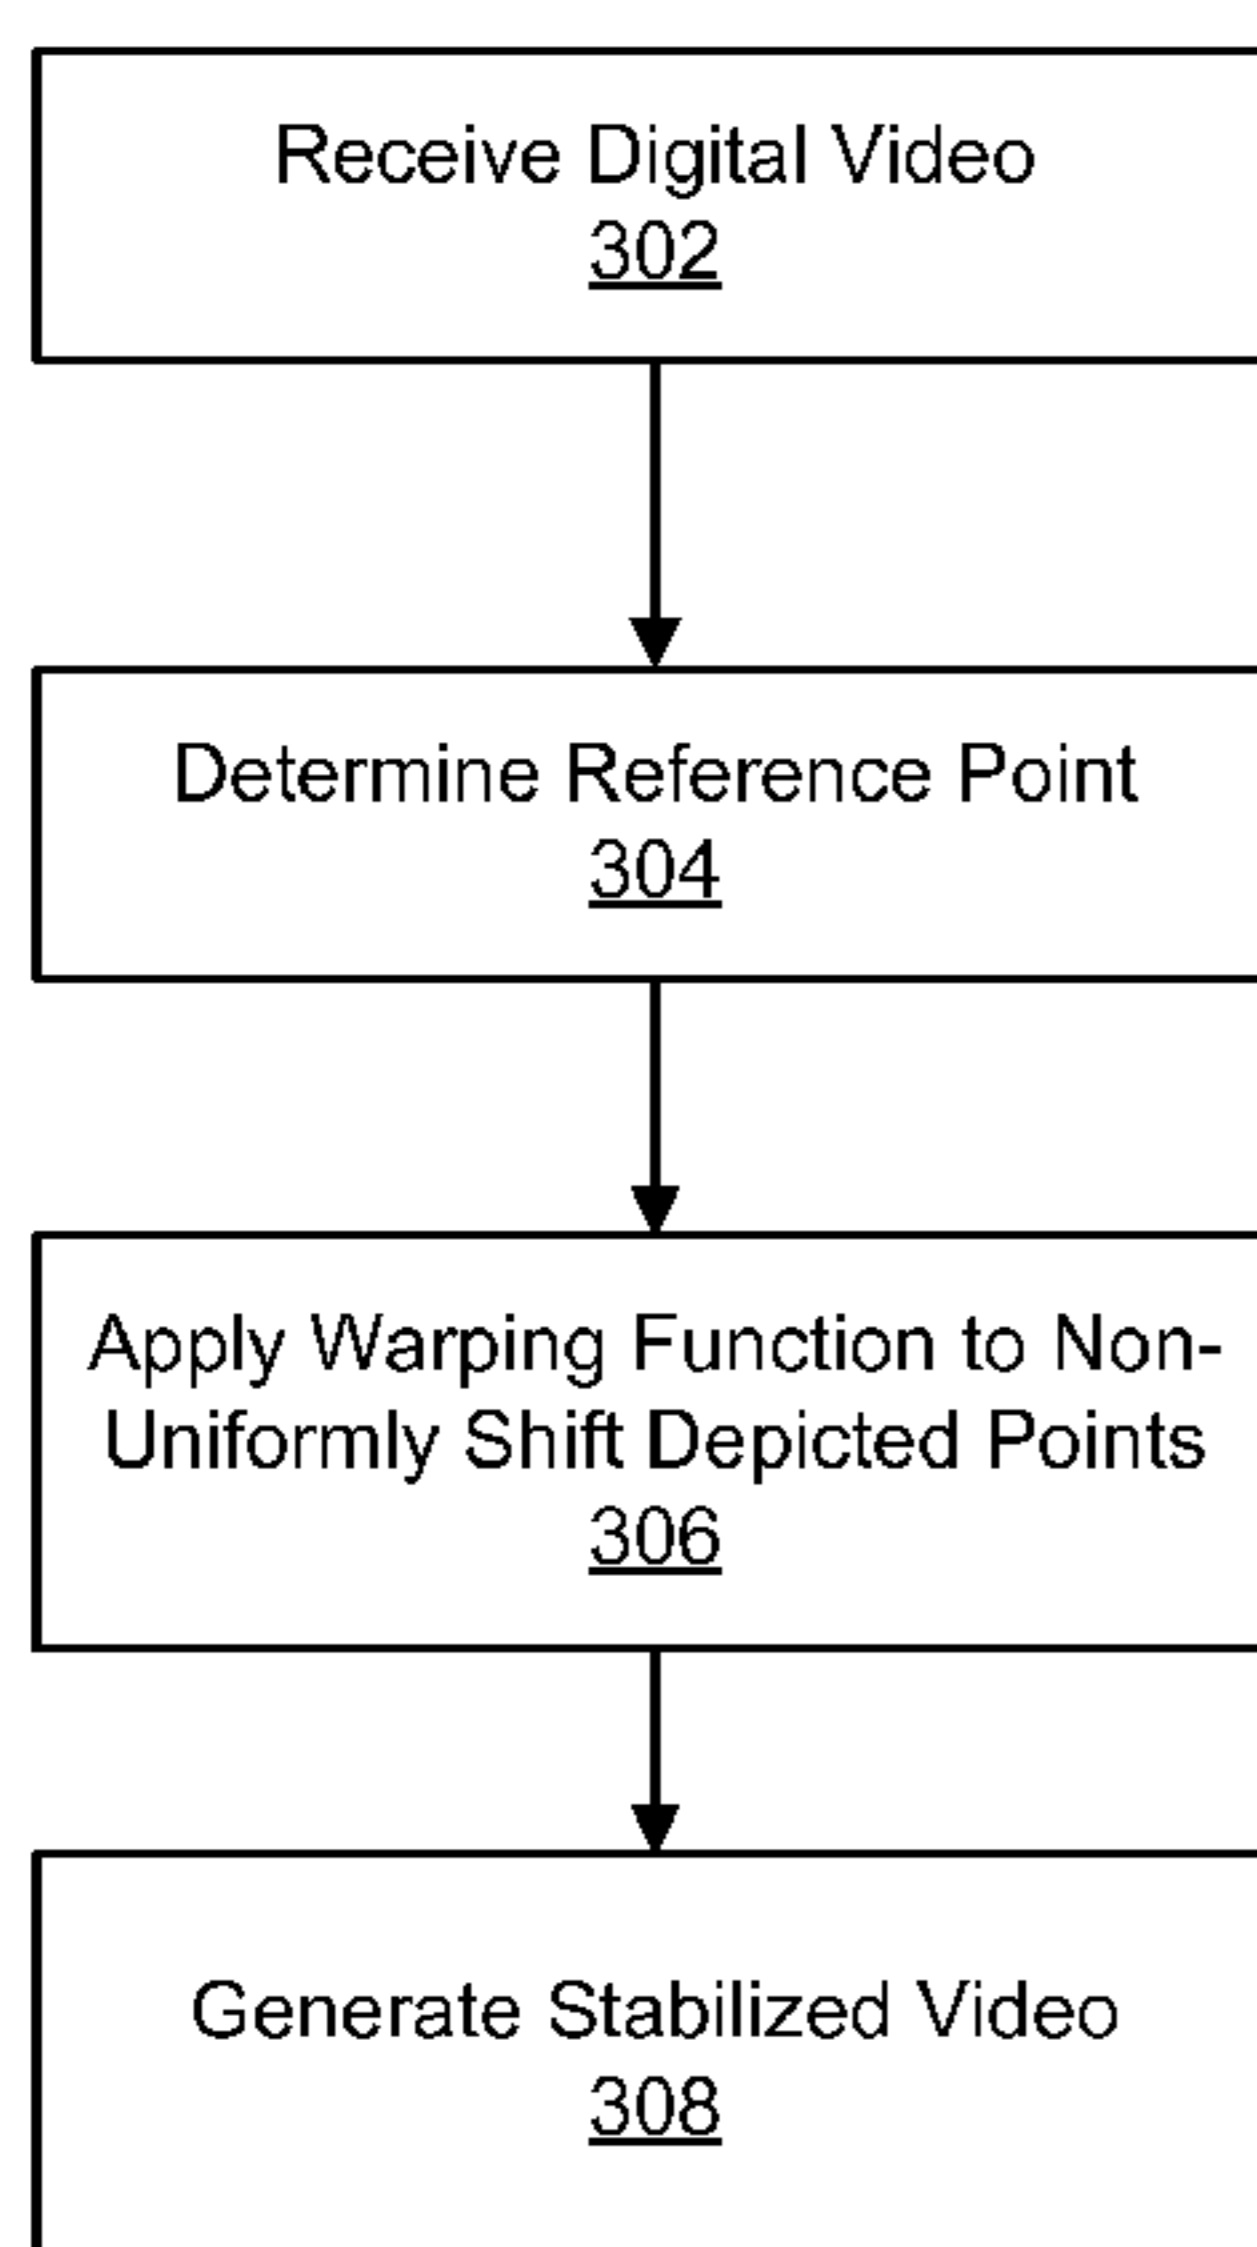 Receive Digital Video
302
Determine Reference Point
304
Apply Warping Function to Non-
Uniformly Shift Depicted Points
306
Generate Stabilized Video
308